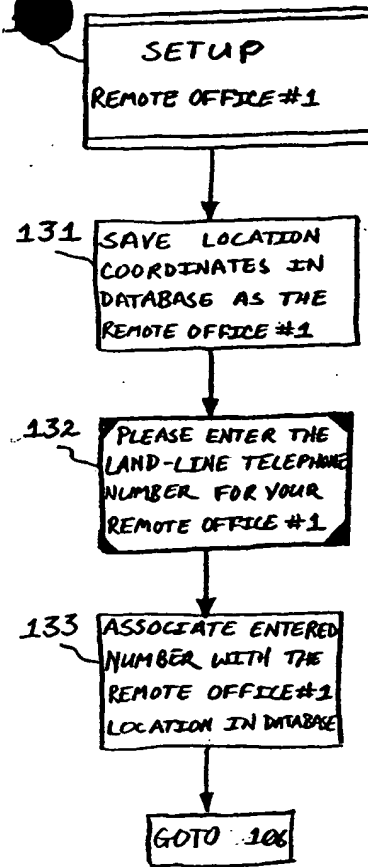 SETUP
REMOTE OFFICE #1
131
SAVE LOCATION
COORDINATES IN
DATABASE AS THE
REMOTE OFFICE #1
132
PLEASE ENTER THE
LAND-LINE TELEPHONE
NUMBER FOR YOUR
REMOTE OFFICE #1
133
ASSOCIATE ENTERED
NUMBER WITH THE
REMOTE OFFICE #1
LOCATION IN DATABASE
GOTO 106